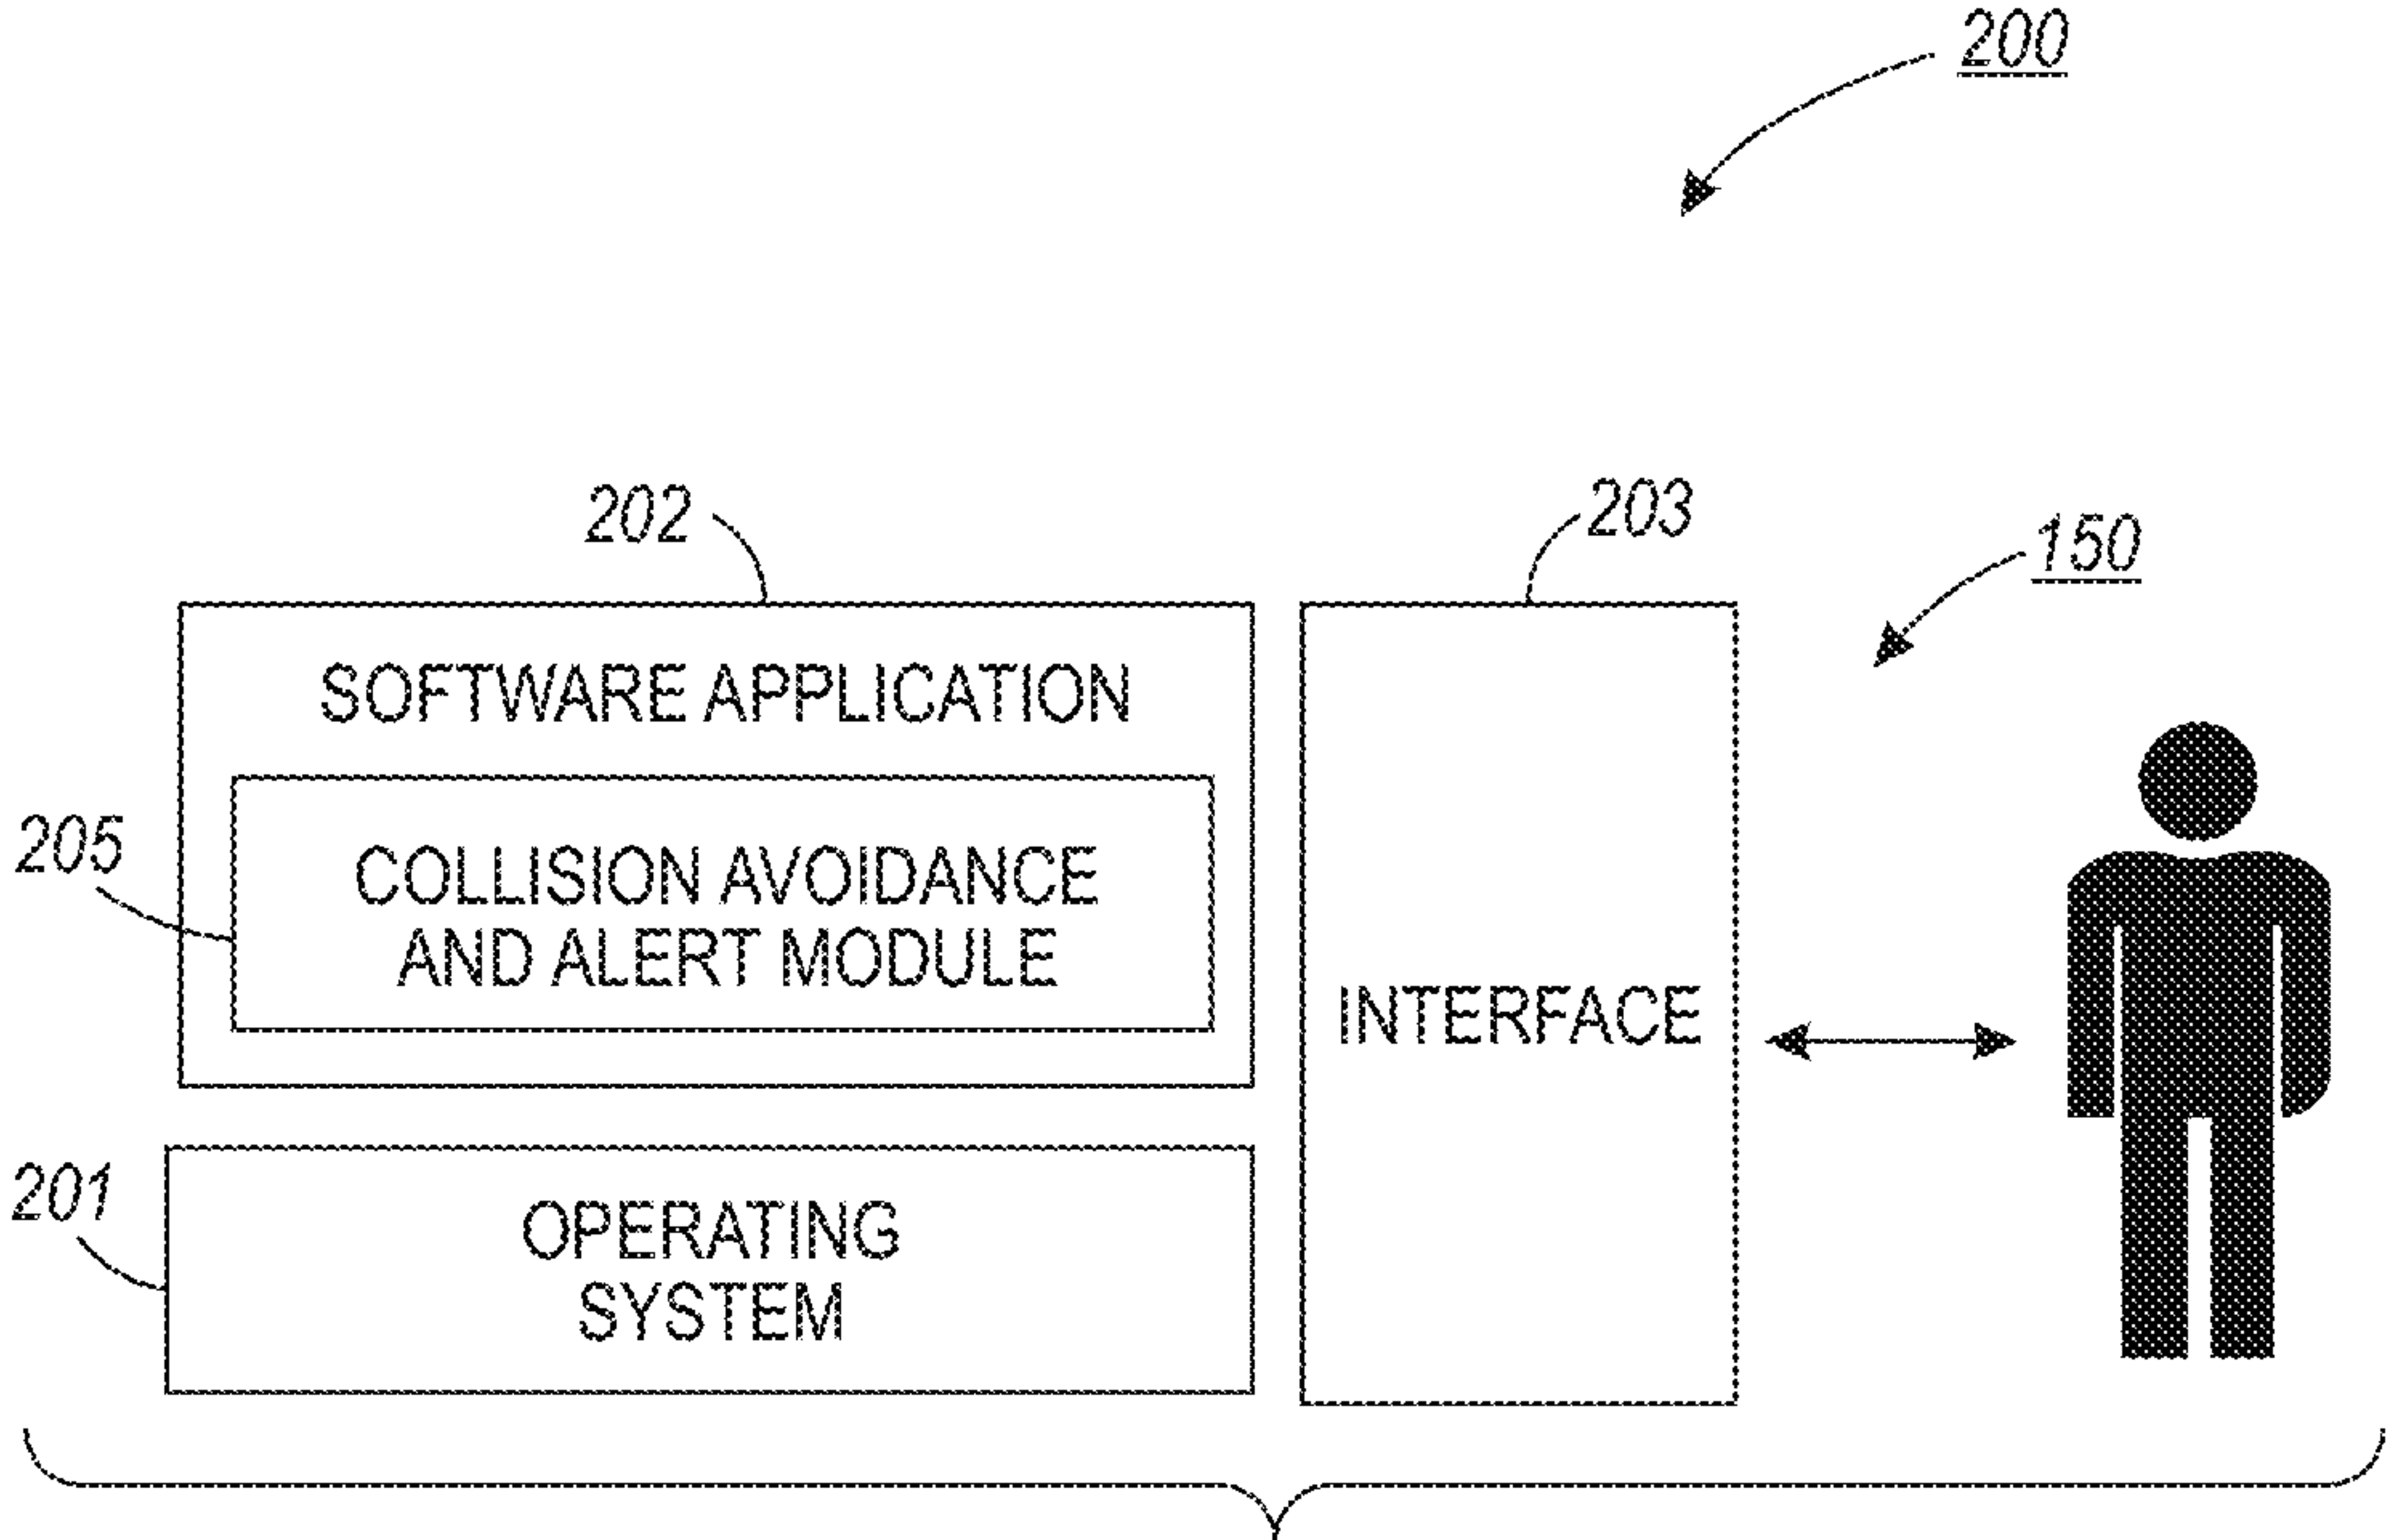 200
202
203
150
SOFTWARE APPLICATION
205
COLLISION AVOIDANCE
AND ALERT MODULE
INTERFACE
201
OPERATING
SYSTEM